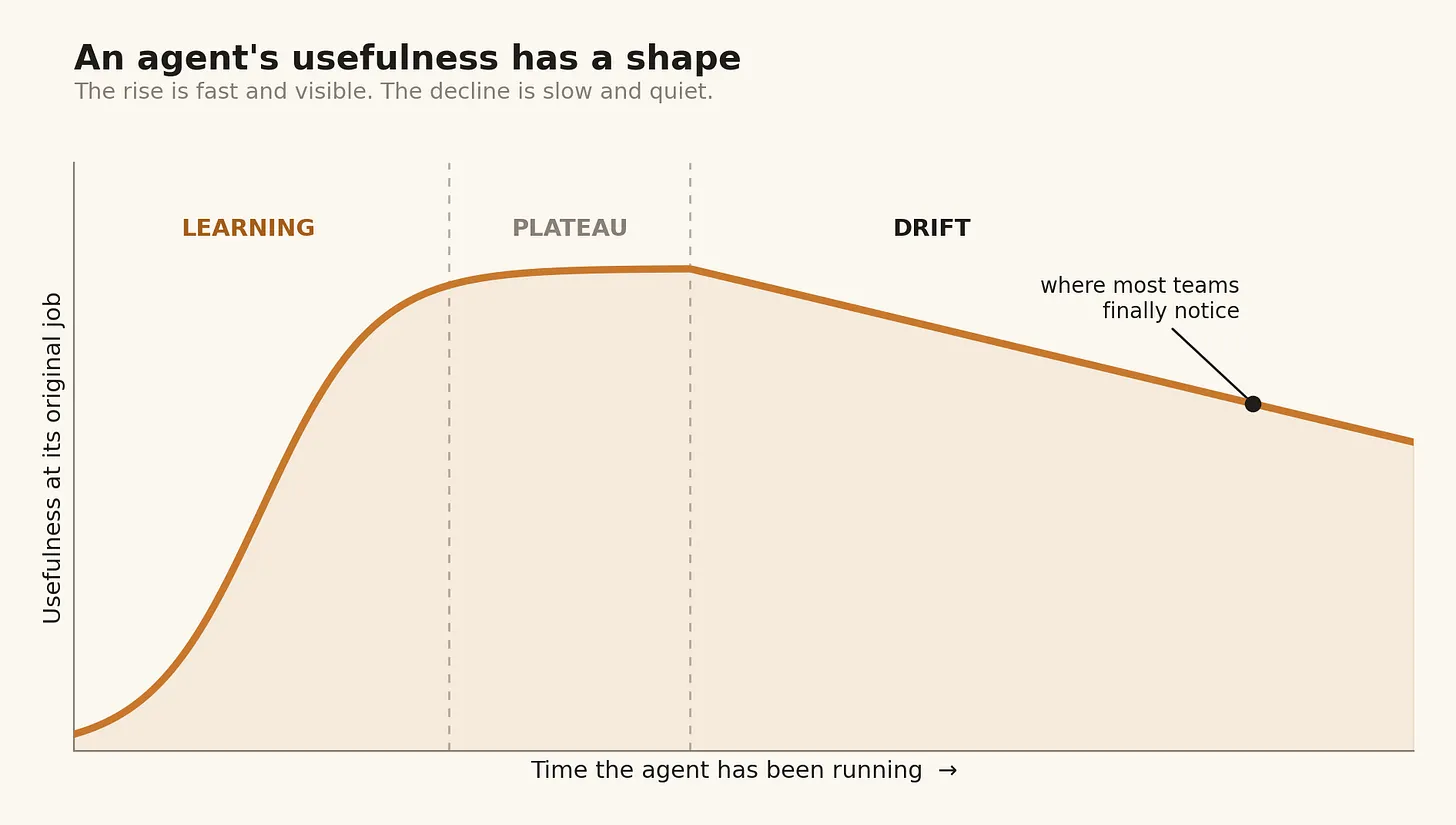 An agent's usefulness has a shape
The rise is fast and visible. The decline is slow and quiet.
LEARNING
PLATEAU
DRIFT
where most teams
finally notice
Usefulness at its original job
Time the agent has been running →